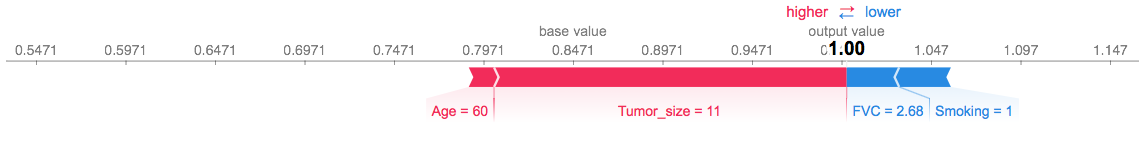 higher ⇄ lower
base value output value
0.5471 0.5971 0.6471 0.6971 0.7471 0.7971 0.8471 0.8971 0.9471 1.00 1.047 1.097 1.147
Age = 60 Tumor_size = 11 FVC = 2.68 Smoking = 1